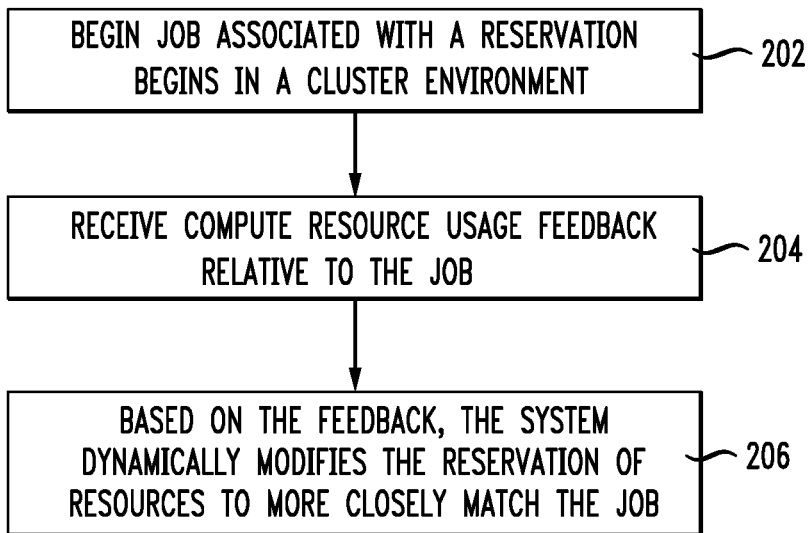 BEGIN JOB ASSOCIATED WITH A RESERVATION
BEGINS IN A CLUSTER ENVIRONMENT
202
RECEIVE COMPUTE RESOURCE USAGE FEEDBACK
RELATIVE TO THE JOB
204
BASED ON THE FEEDBACK, THE SYSTEM
DYNAMICALLY MODIFIES THE RESERVATION OF
RESOURCES TO MORE CLOSELY MATCH THE JOB
206